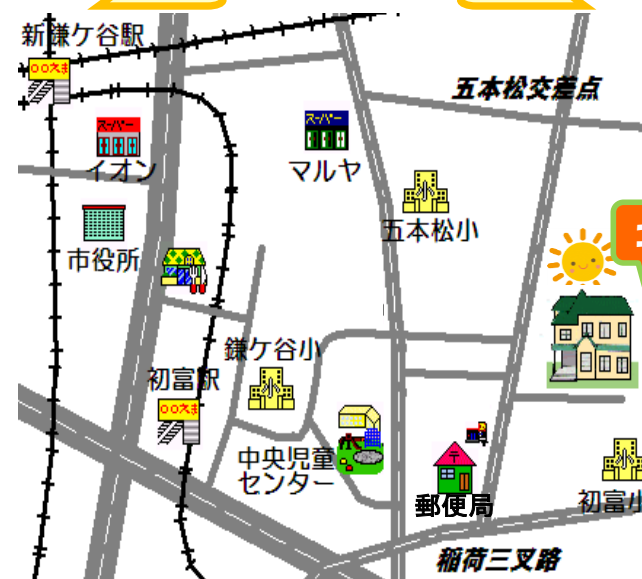 新鎌ケ谷駅
○○えき
五本松交差点
スーパー
イオン
スーパー
マルヤ
小
五本松小
市役所
鎌ケ谷小
小
初富駅
○○えき
中央児童
センター
〒
郵便局
小
初富小
稲荷三叉路